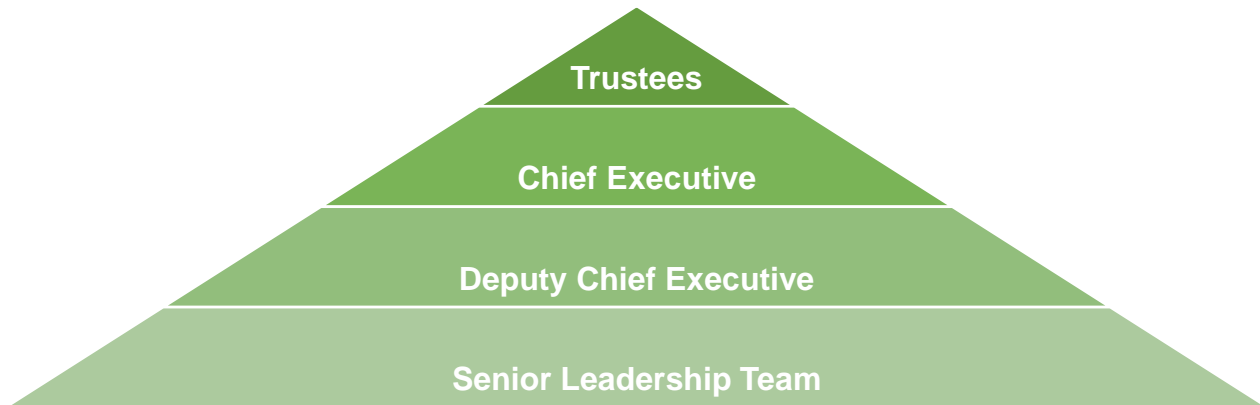 Trustees
Chief Executive
Deputy Chief Executive
Senior Leadership Team